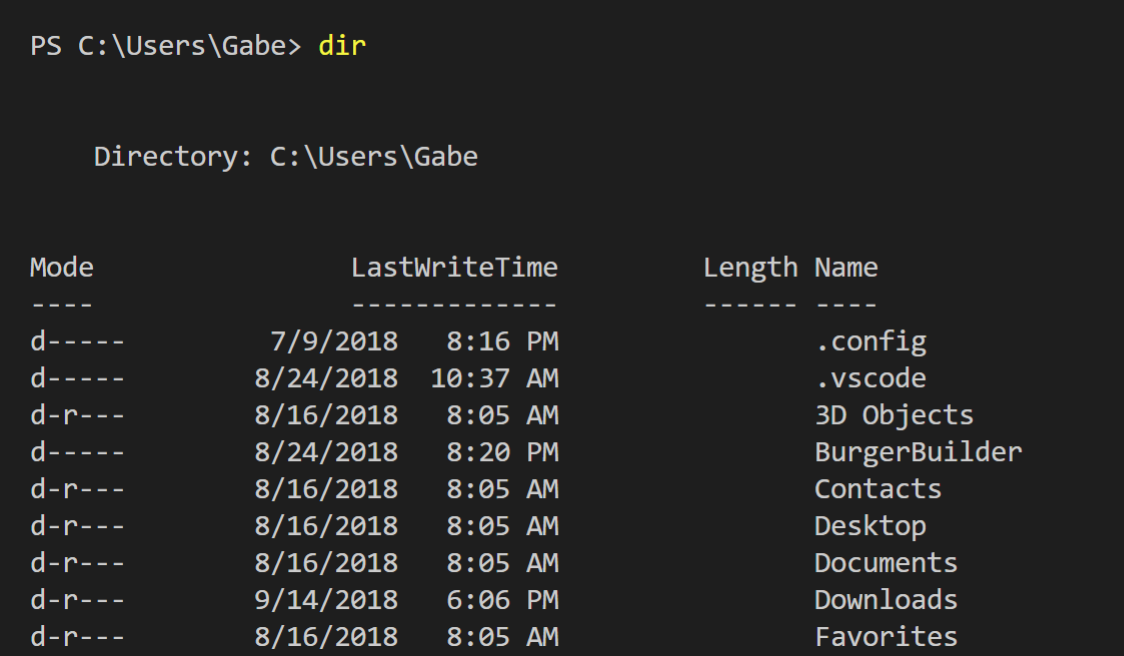 PS C:\Users\Gabe> dir
Directory: C:\Users\Gabe
Mode                LastWriteTime         Length Name
----                -------------         ------ ----
d-----         7/9/2018   8:16 PM                .config
d-----        8/24/2018  10:37 AM                .vscode
d-r---        8/16/2018   8:05 AM                3D Objects
d-----        8/24/2018   8:20 PM                BurgerBuilder
d-r---        8/16/2018   8:05 AM                Contacts
d-r---        8/16/2018   8:05 AM                Desktop
d-r---        8/16/2018   8:05 AM                Documents
d-r---        9/14/2018   6:06 PM                Downloads
d-r---        8/16/2018   8:05 AM                Favorites